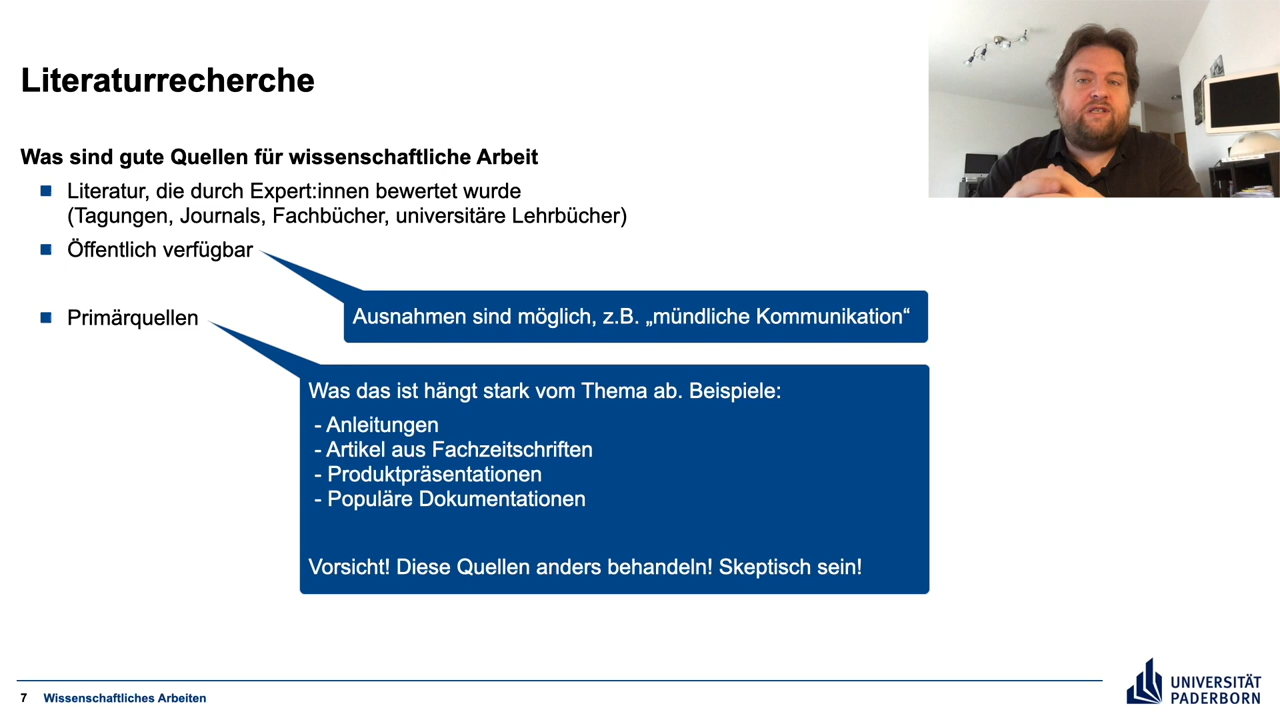 Literaturrecherche
Was sind gute Quellen für wissenschaftliche Arbeit
Literatur, die durch Expert:innen bewertet wurde
(Tagungen, Journals, Fachbücher, universitäre Lehrbücher)
Öffentlich verfügbar
Ausnahmen sind möglich, z.B. „mündliche Kommunikation“
Primärquellen
Was das ist hängt stark vom Thema ab. Beispiele:
- Anleitungen
- Artikel aus Fachzeitschriften
- Produktpräsentationen
- Populäre Dokumentationen
Vorsicht! Diese Quellen anders behandeln! Skeptisch sein!
7 Wissenschaftliches Arbeiten
UNIVERSITÄT
PADERBORN